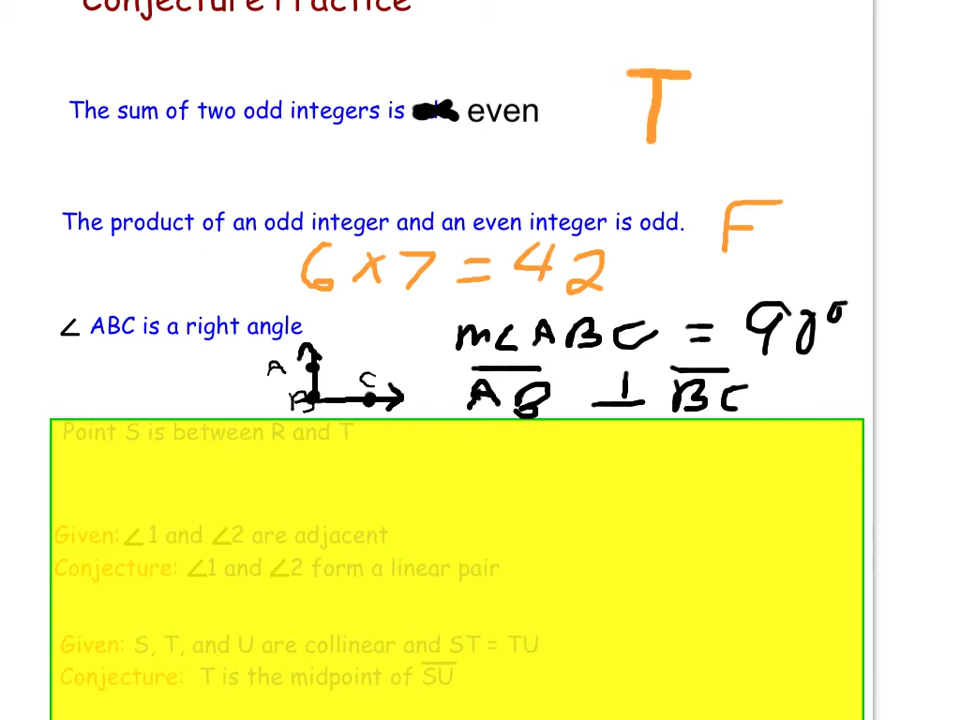 Conjecture Practice
The sum of two odd integers is even T
The product of an odd integer and an even integer is odd. F
6 x 7 = 42
∠ ABC is a right angle m∠ABC = 90°
A C B
AB ⊥ BC
Point S is between R and T
Given: ∠1 and ∠2 are adjacent
Conjecture: ∠1 and ∠2 form a linear pair
Given: S, T, and U are collinear and ST = TU
Conjecture: T is the midpoint of SU